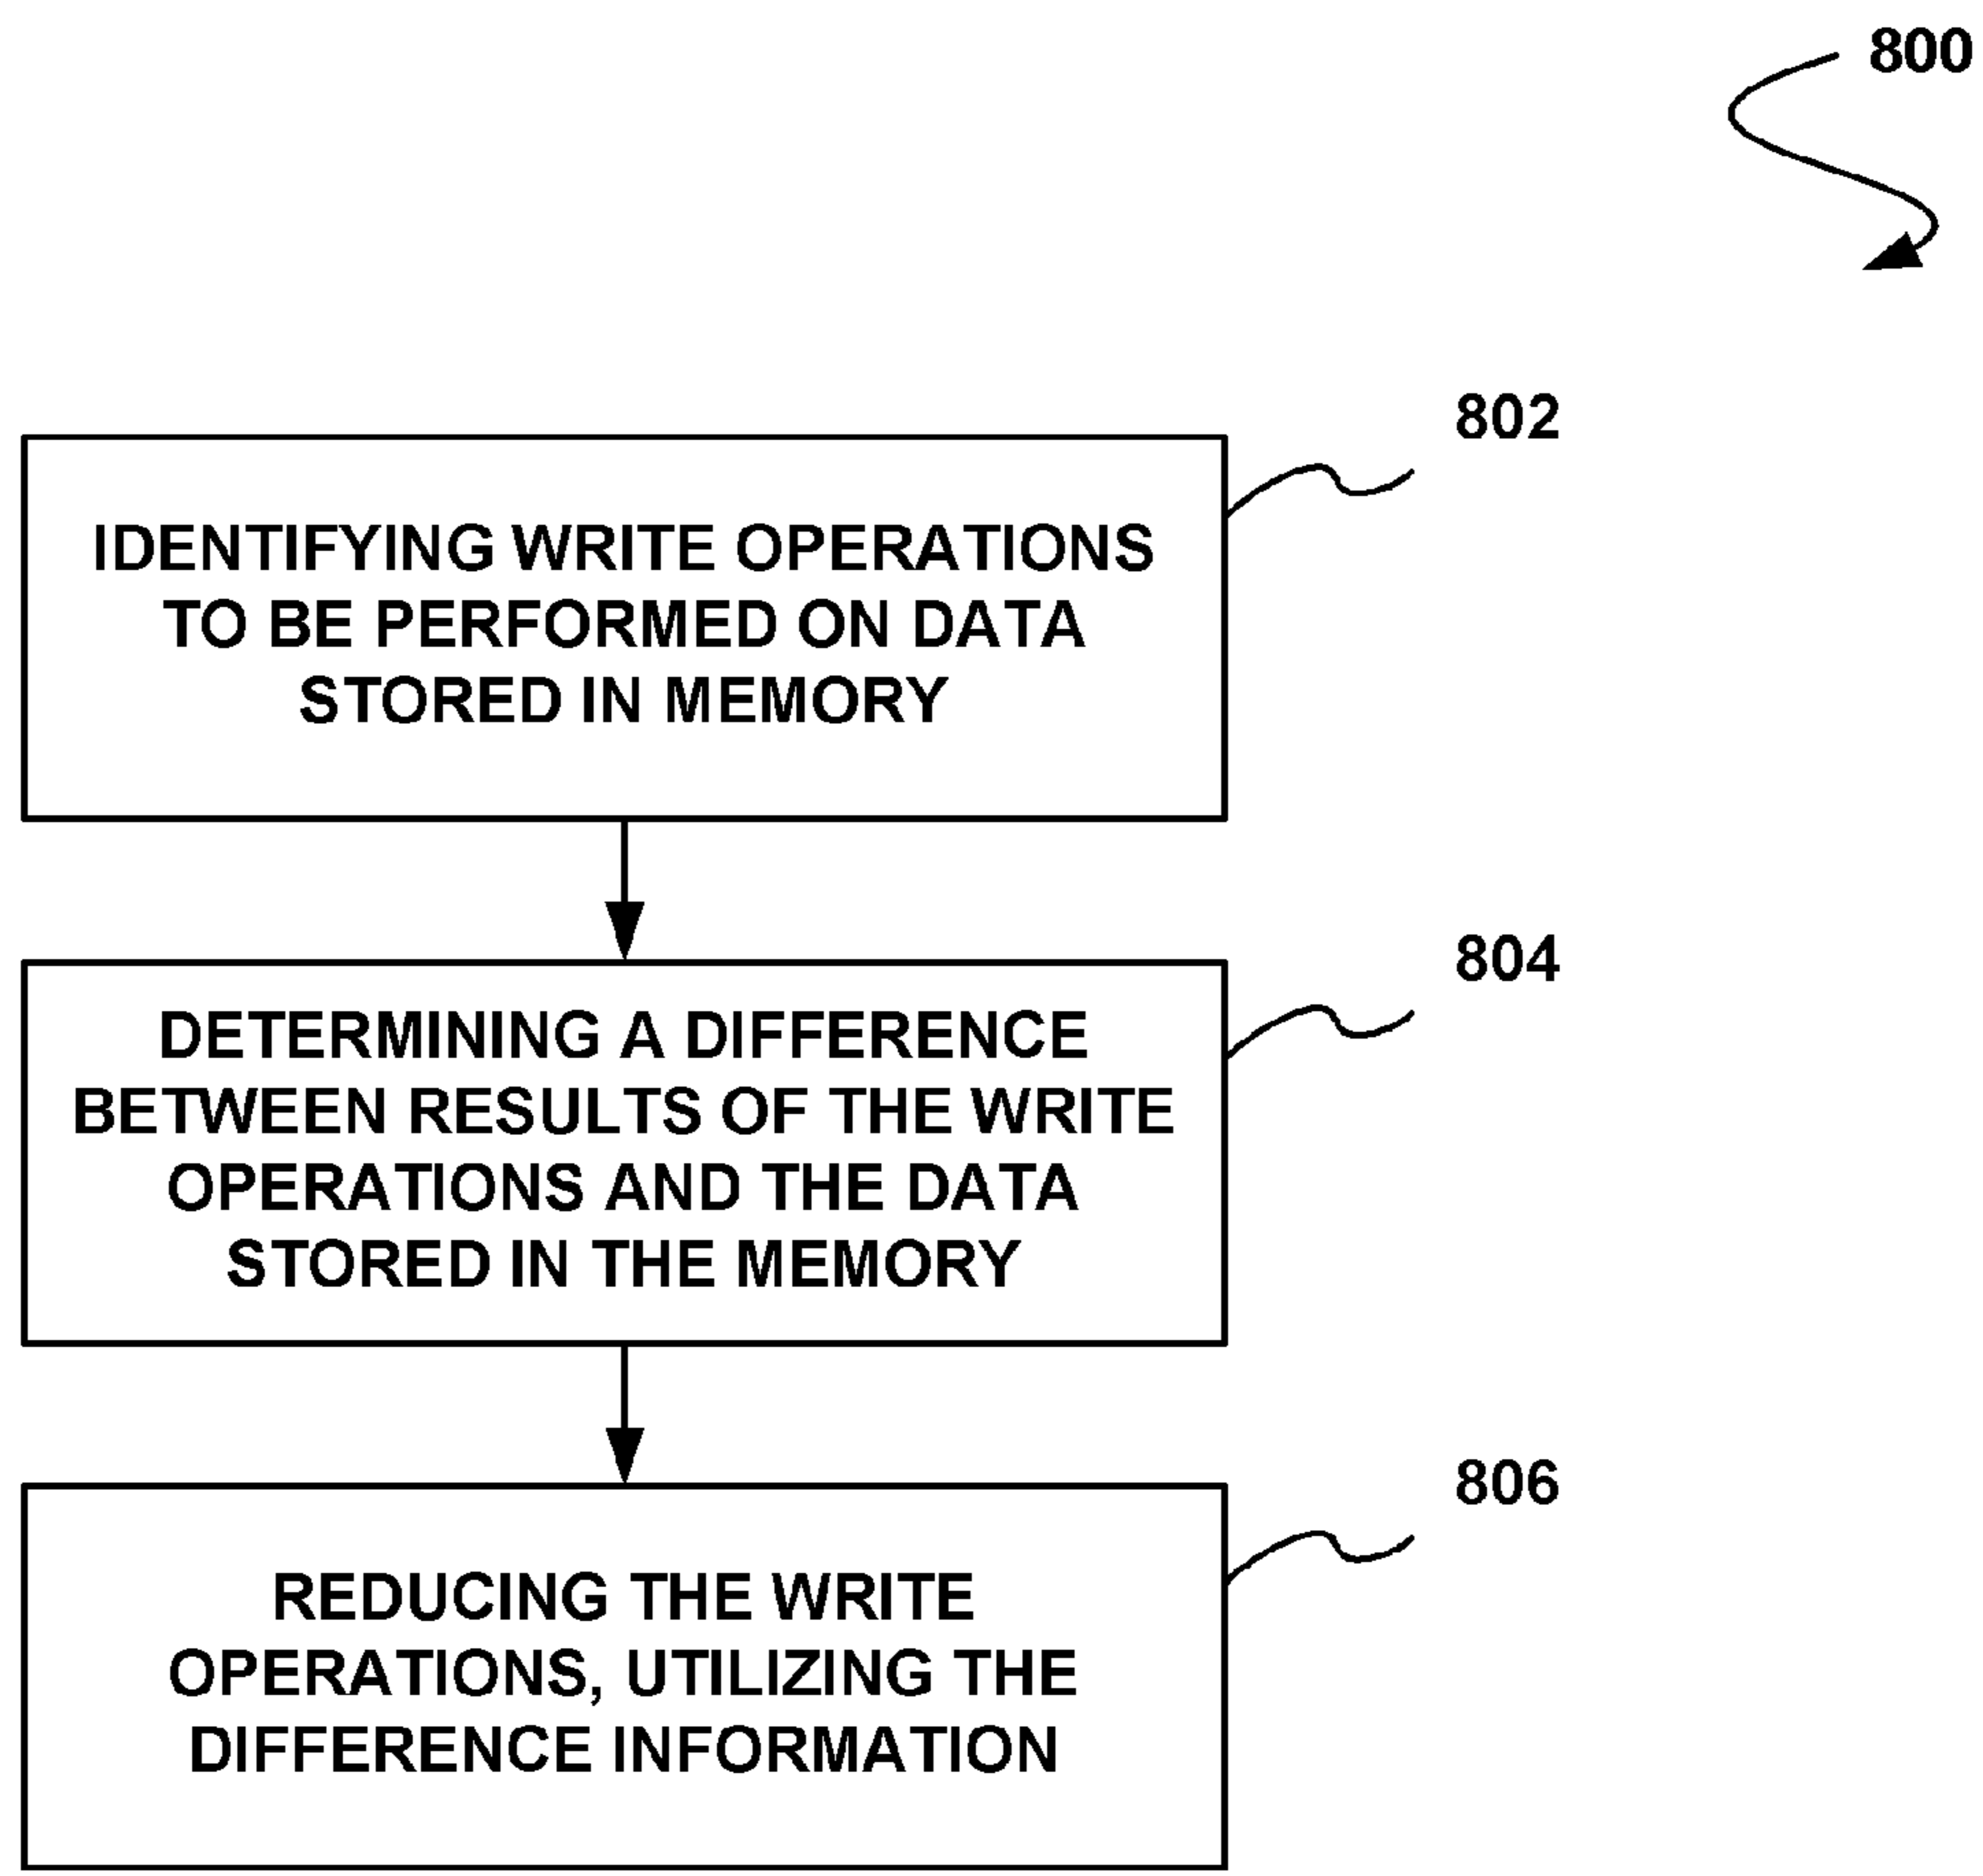 800
802
IDENTIFYING WRITE OPERATIONS
TO BE PERFORMED ON DATA
STORED IN MEMORY
804
DETERMINING A DIFFERENCE
BETWEEN RESULTS OF THE WRITE
OPERATIONS AND THE DATA
STORED IN THE MEMORY
806
REDUCING THE WRITE
OPERATIONS, UTILIZING THE
DIFFERENCE INFORMATION